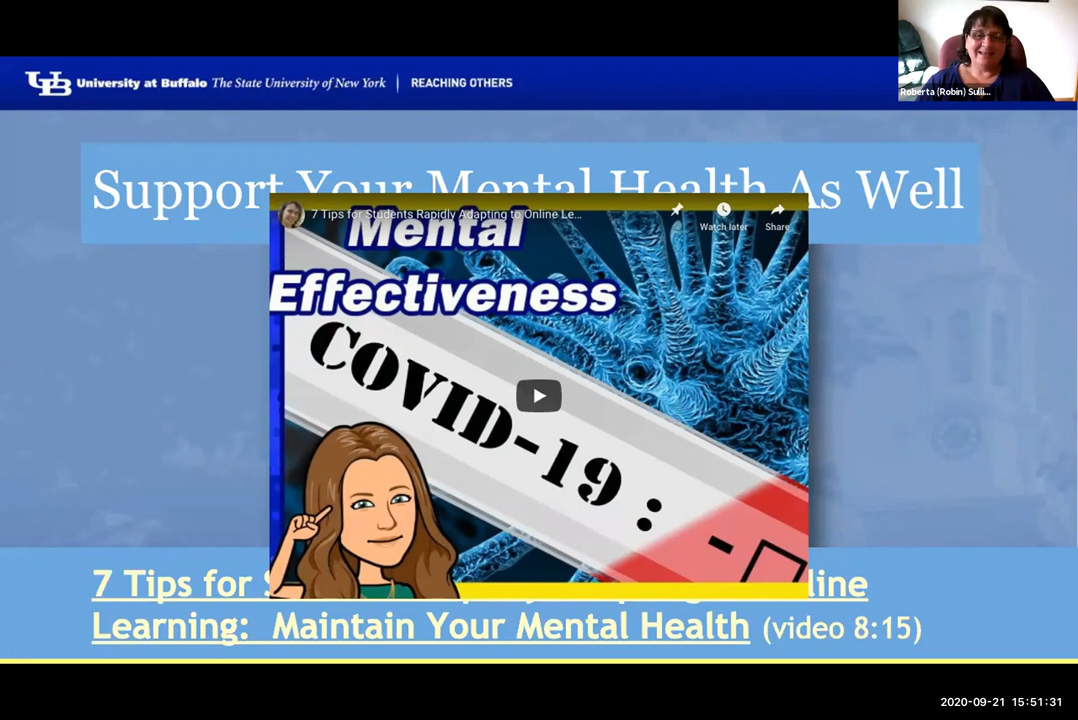 UB University at Buffalo The State University of New York | REACHING OTHERS
Roberta (Robin) Sulli...
Support Your Mental Health As Well
7 Tips for Students Rapidly Adapting to Online Le...
Watch later
Share
Mental
Effectiveness
COVID-19:
7 Tips for
line
Learning: Maintain Your Mental Health (video 8:15)
2020-09-21 15:51:31